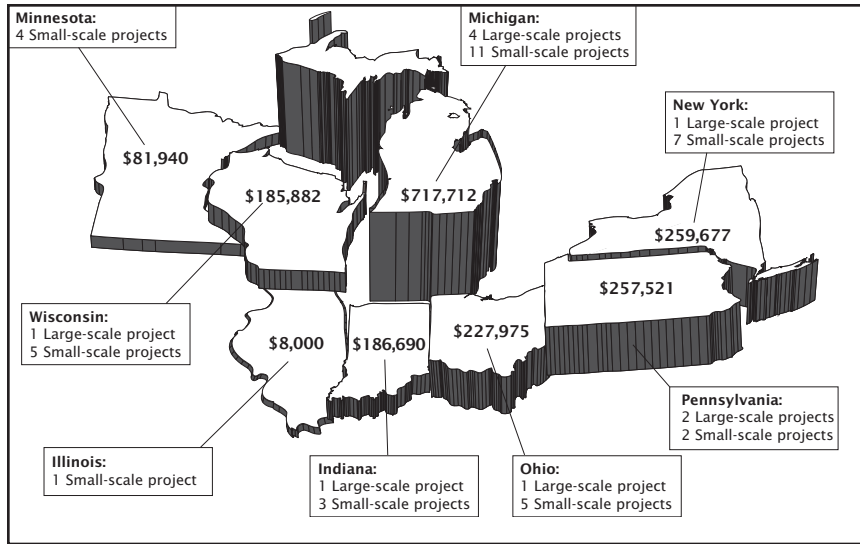 Minnesota:
4 Small-scale projects
Michigan:
4 Large-scale projects
11 Small-scale projects
New York:
1 Large-scale project
7 Small-scale projects
$81,940
$185,882
$717,712
$259,677
$257,521
Wisconsin:
1 Large-scale project
5 Small-scale projects
$8,000
$186,690
$227,975
Pennsylvania:
2 Large-scale projects
2 Small-scale projects
Illinois:
1 Small-scale project
Indiana:
1 Large-scale project
3 Small-scale projects
Ohio:
1 Large-scale project
5 Small-scale projects